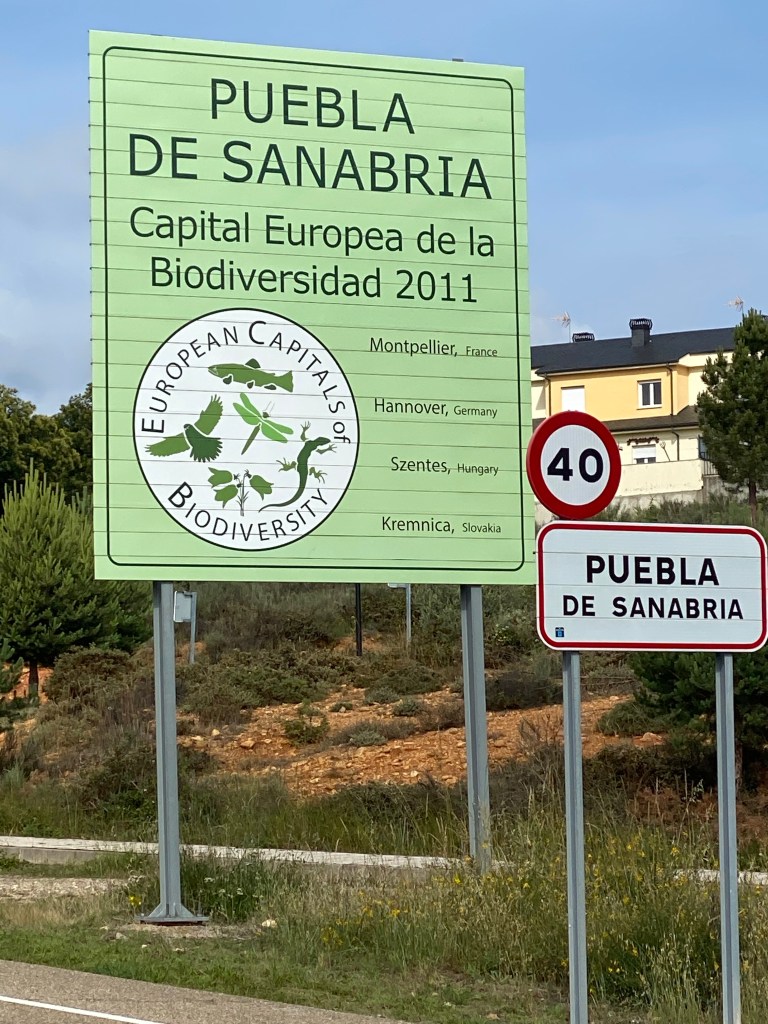 PUEBLA
DE SANABRIA
Capital Europea de la
Biodiversidad 2011
EUROPEAN CAPITALS of
BIODIVERSITY
Montpellier, France
Hannover, Germany
Szentes, Hungary
Kremnica, Slovakia
40
PUEBLA
DE SANABRIA